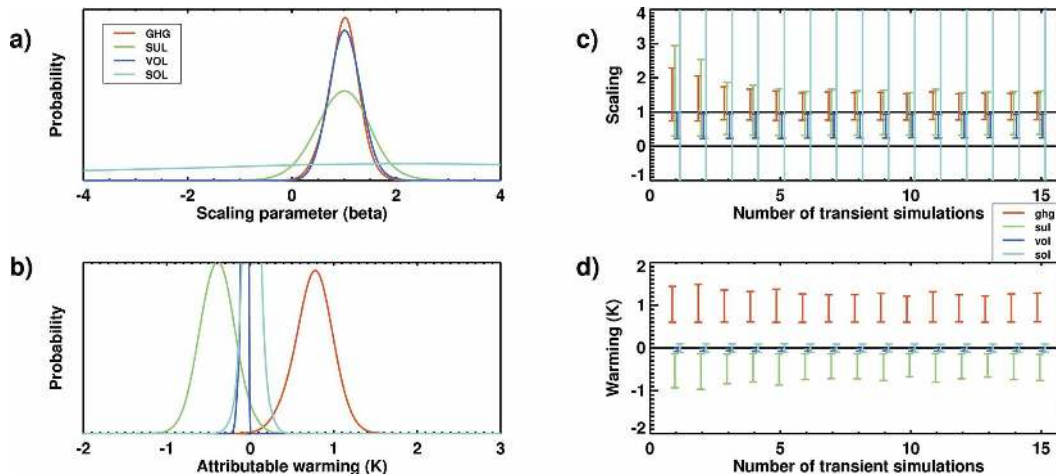 a)
GHG
SUL
VOL
SOL
Probability
-4 -2 0 2 4
Scaling parameter (beta)
b)
Probability
-2 -1 0 1 2 3
Attributable warming (K)
c)
Scaling
4
3
2
1
0
-1
0 5 10 15
Number of transient simulations
ghg
sul
vol
sol
d)
Warming (K)
2
1
0
-1
-2
0 5 10 15
Number of transient simulations